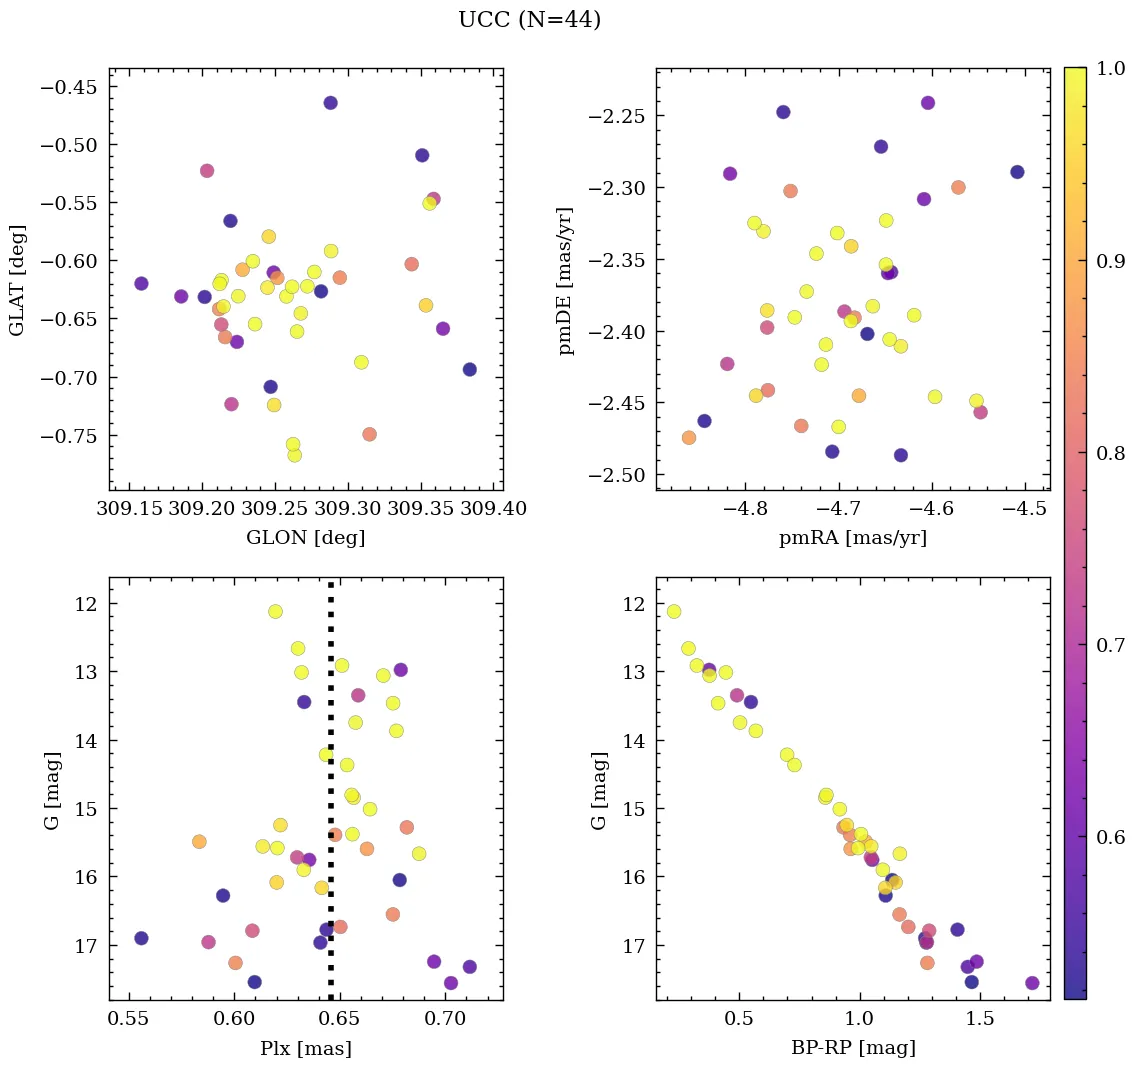 UCC (N=44)
−0.45
−0.50
−0.55
−0.60
−0.65
−0.70
−0.75
GLAT [deg]
309.15 309.20 309.25 309.30 309.35 309.40
GLON [deg]
−2.25
−2.30
−2.35
−2.40
−2.45
−2.50
pmDE [mas/yr]
−4.8 −4.7 −4.6 −4.5
pmRA [mas/yr]
12
13
14
15
16
17
G [mag]
0.55 0.60 0.65 0.70
Plx [mas]
12
13
14
15
16
17
G [mag]
0.5 1.0 1.5
BP-RP [mag]
1.0
0.9
0.8
0.7
0.6